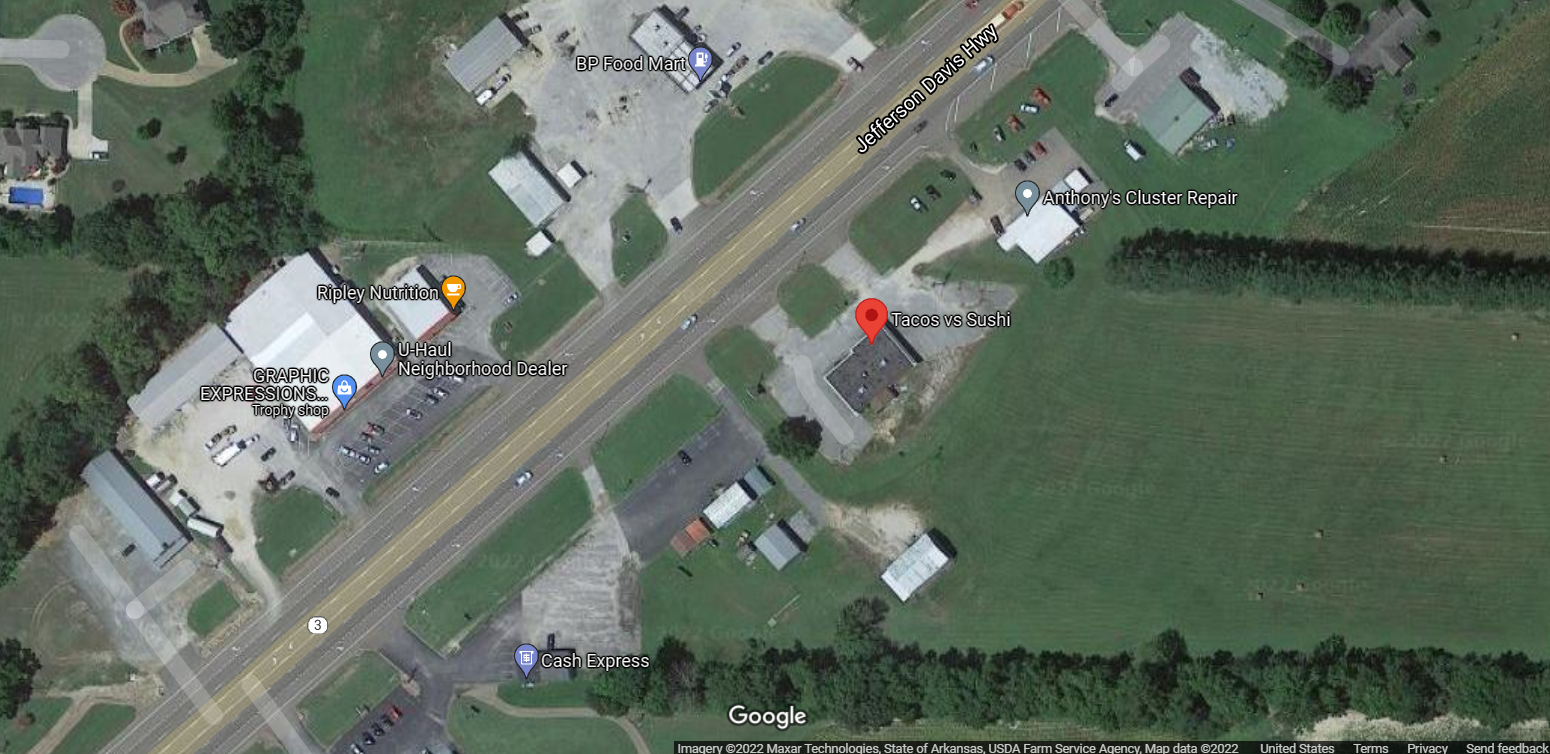 BP Food Mart
Jefferson Davis Hwy
Anthony's Cluster Repair
Ripley Nutrition
Tacos vs Sushi
U-Haul
Neighborhood Dealer
GRAPHIC
EXPRESSIONS...
Trophy shop
3
Cash Express
Google
Imagery ©2022 Maxar Technologies, State of Arkansas, USDA Farm Service Agency, Map data ©2022 United States Terms Privacy Send feedback